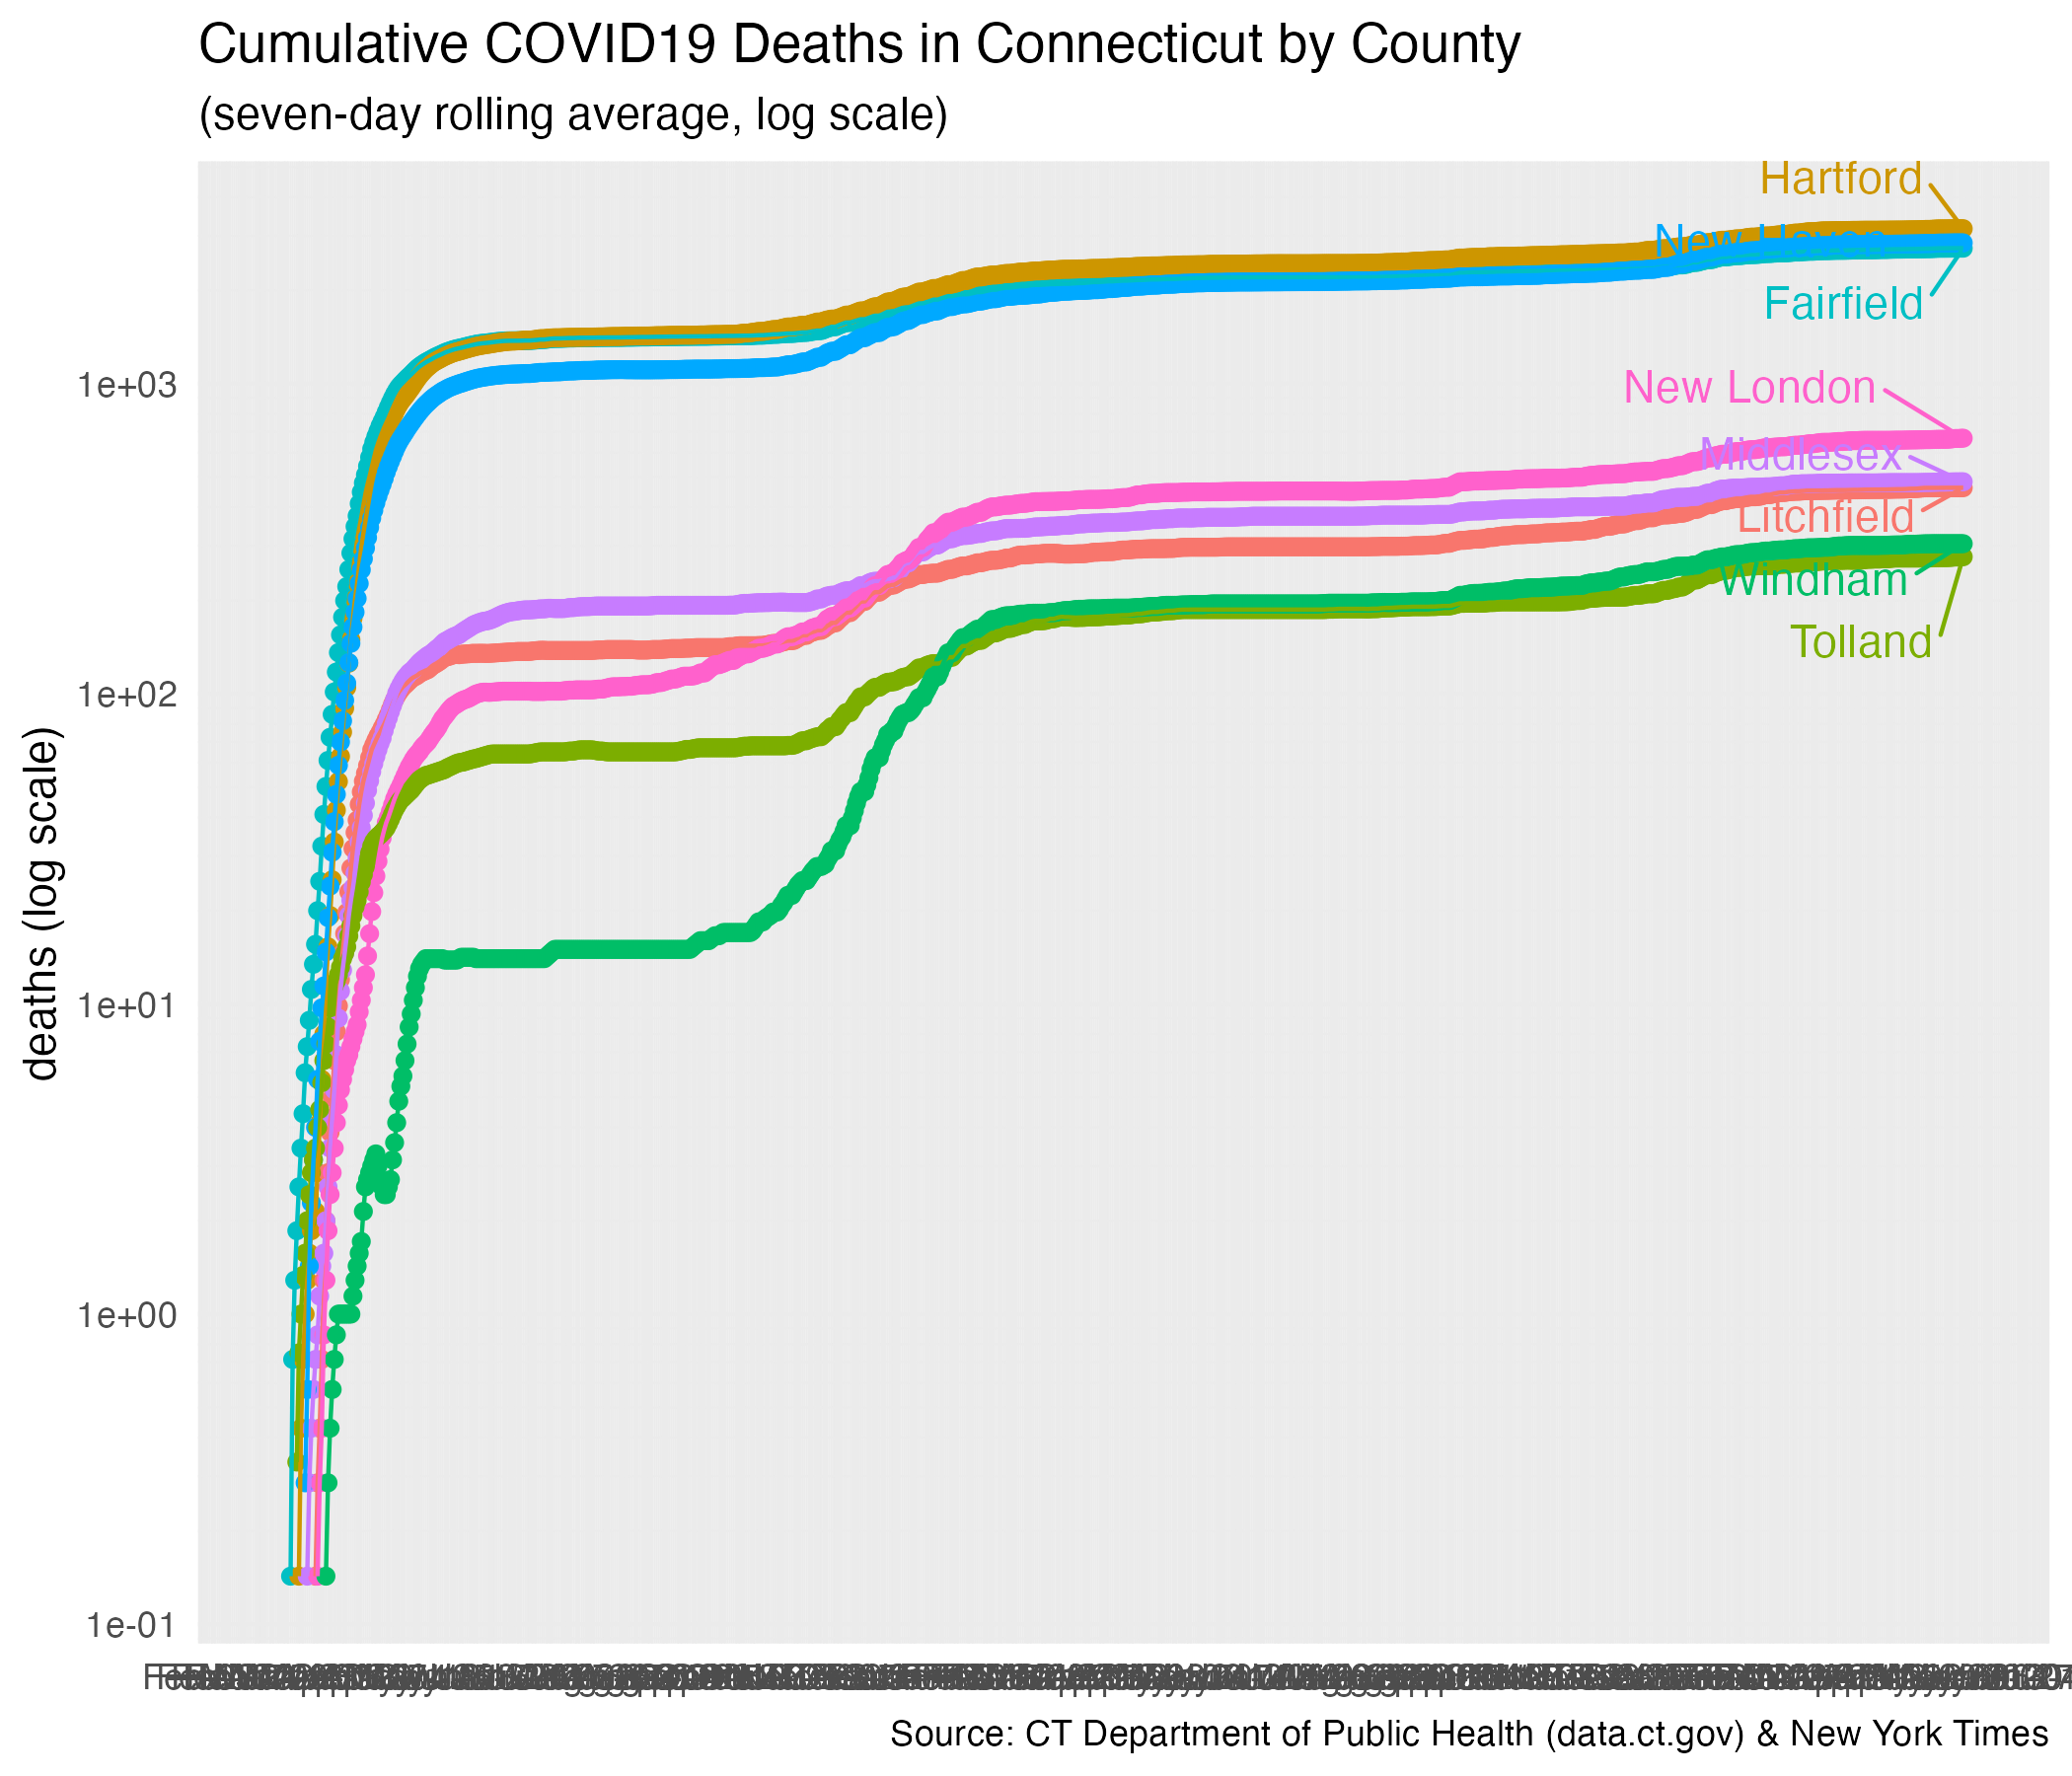 Cumulative COVID19 Deaths in Connecticut by County
(seven-day rolling average, log scale)
Hartford
New Haven
Fairfield
1e+03
New London
Middlesex
Litchfield
Windham
Tolland
1e+02
deaths (log scale)
1e+01
1e+00
1e-01
Source: CT Department of Public Health (data.ct.gov) & New York Times